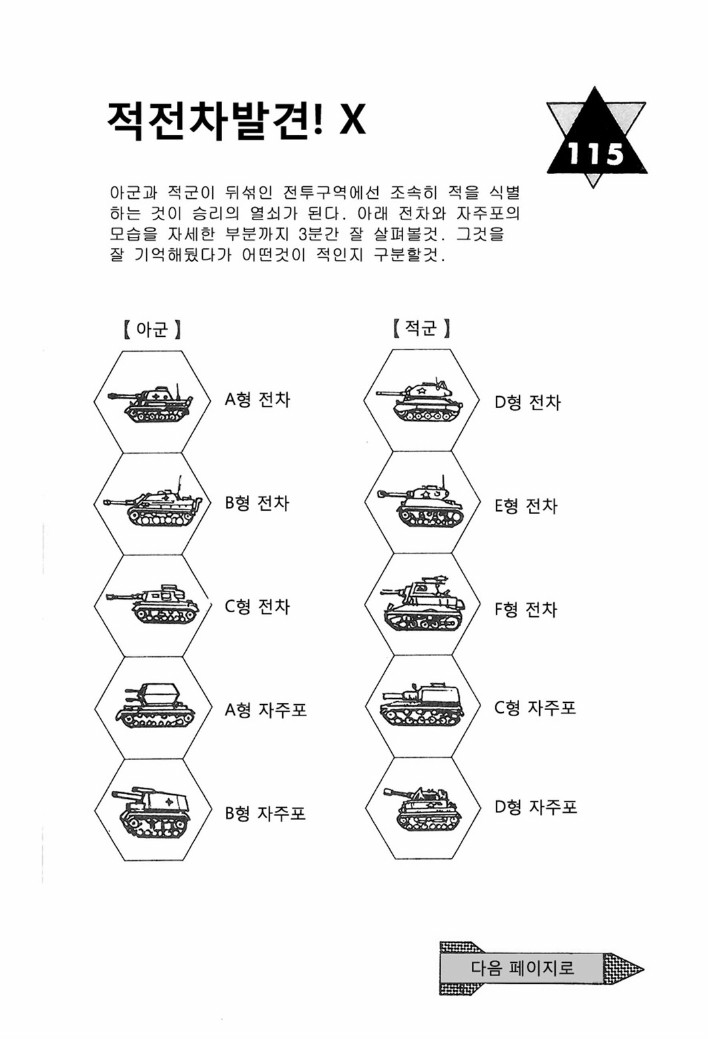 적전차발견! X
115
아군과 적군이 뒤섞인 전투구역에선 조속히 적을 식별
하는 것이 승리의 열쇠가 된다. 아래 전차와 자주포의
모습을 자세한 부분까지 3분간 잘 살펴볼것. 그것을
잘 기억해뒀다가 어떤것이 적인지 구분할것.
【 아군 】
A형 전차
B형 전차
C형 전차
A형 자주포
B형 자주포
【 적군 】
D형 전차
E형 전차
F형 전차
C형 자주포
D형 자주포
다음 페이지로